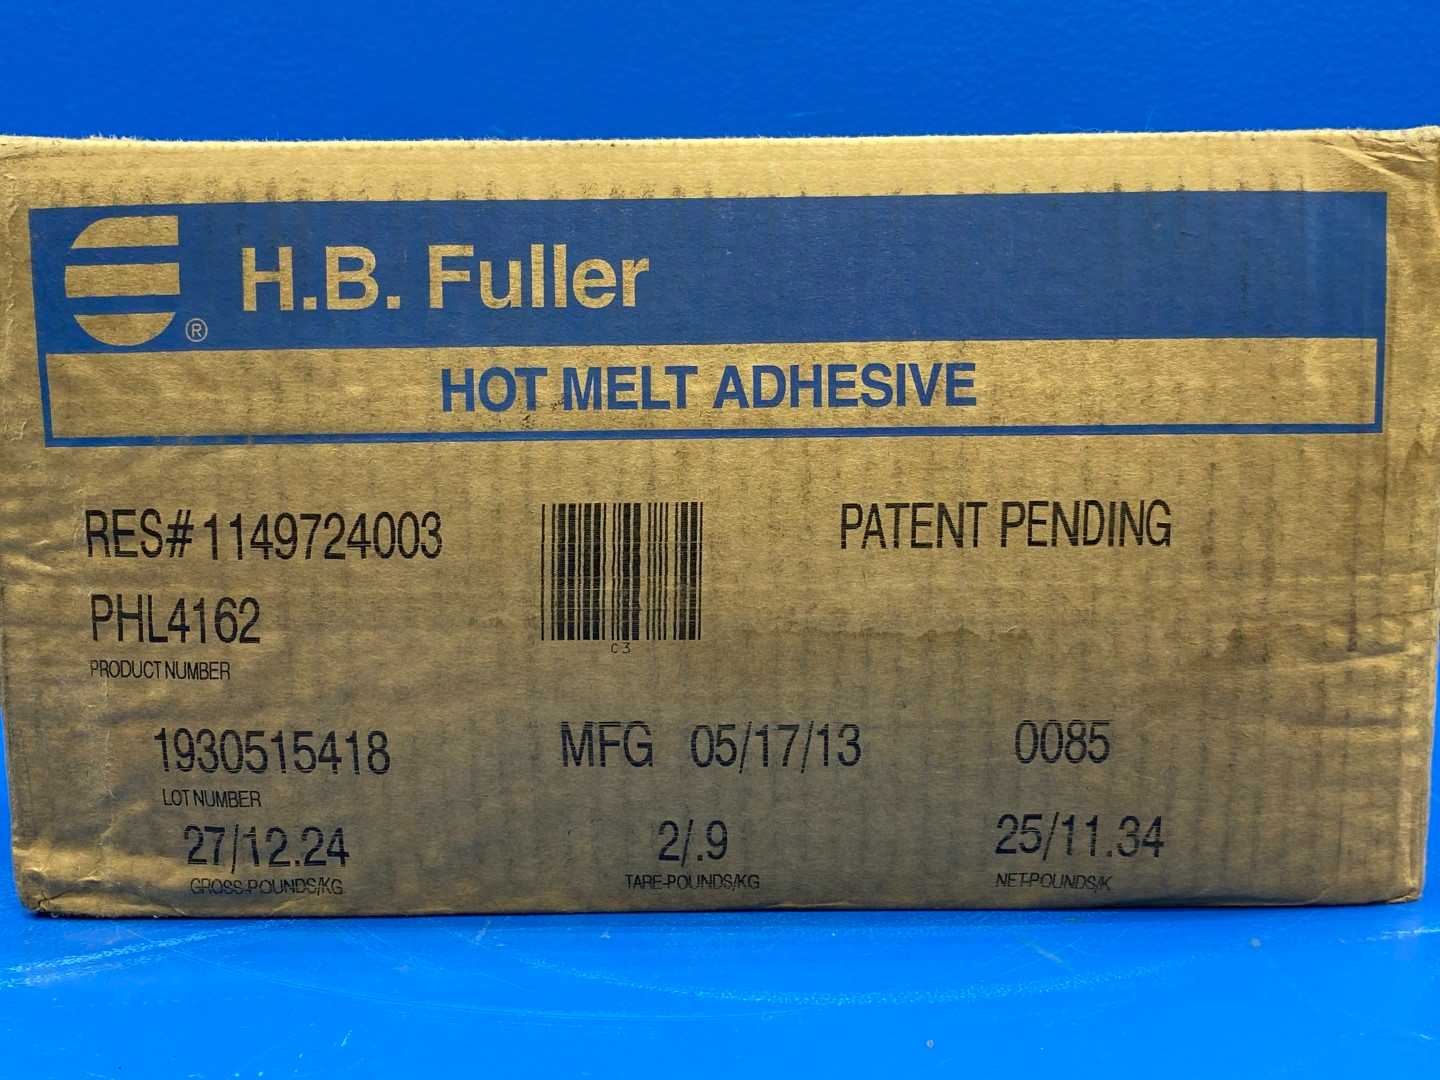 H.B. Fuller
®
HOT MELT ADHESIVE
RES# 1149724003
PATENT PENDING
PHL4162
PRODUCT NUMBER
C3
1930515418 MFG 05/17/13 0085
LOT NUMBER
27/12.24 2/.9 25/11.34
GROSS-POUNDS/KG TARE-POUNDS/KG NET-POUNDS/K